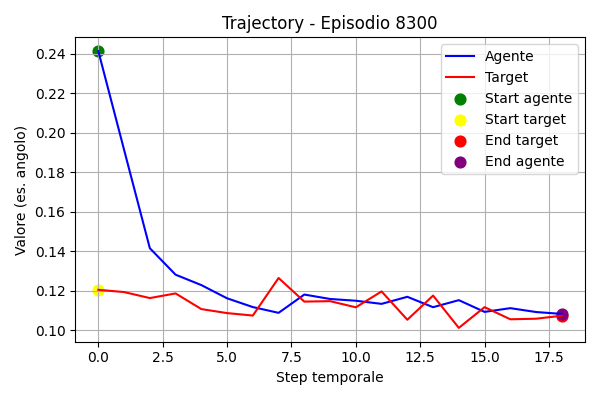 Trajectory - Episodio 8300
Valore (es. angolo)
0.24
0.22
0.20
0.18
0.16
0.14
0.12
0.10
0.0 2.5 5.0 7.5 10.0 12.5 15.0 17.5
Step temporale
Agente
Target
Start agente
Start target
End target
End agente